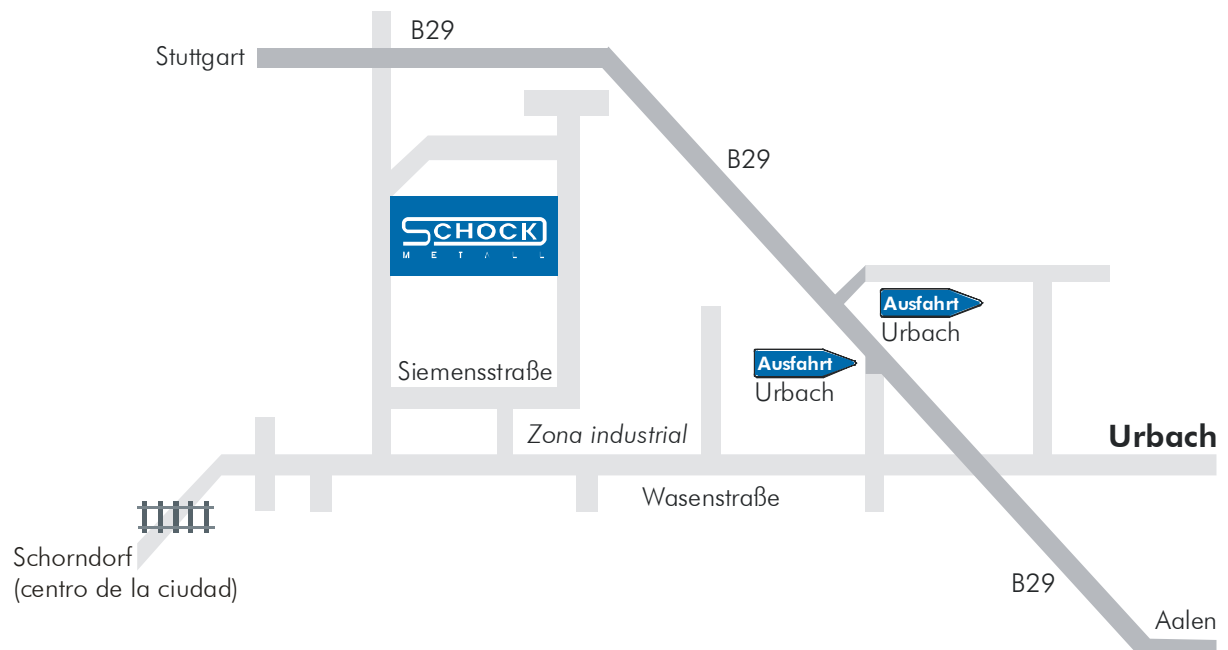 B29
Stuttgart
B29
SCHOCK
METALL
Ausfahrt
Urbach
Ausfahrt
Urbach
Siemensstraße
Zona industrial
Urbach
Wasenstraße
Schorndorf
(centro de la ciudad)
B29
Aalen